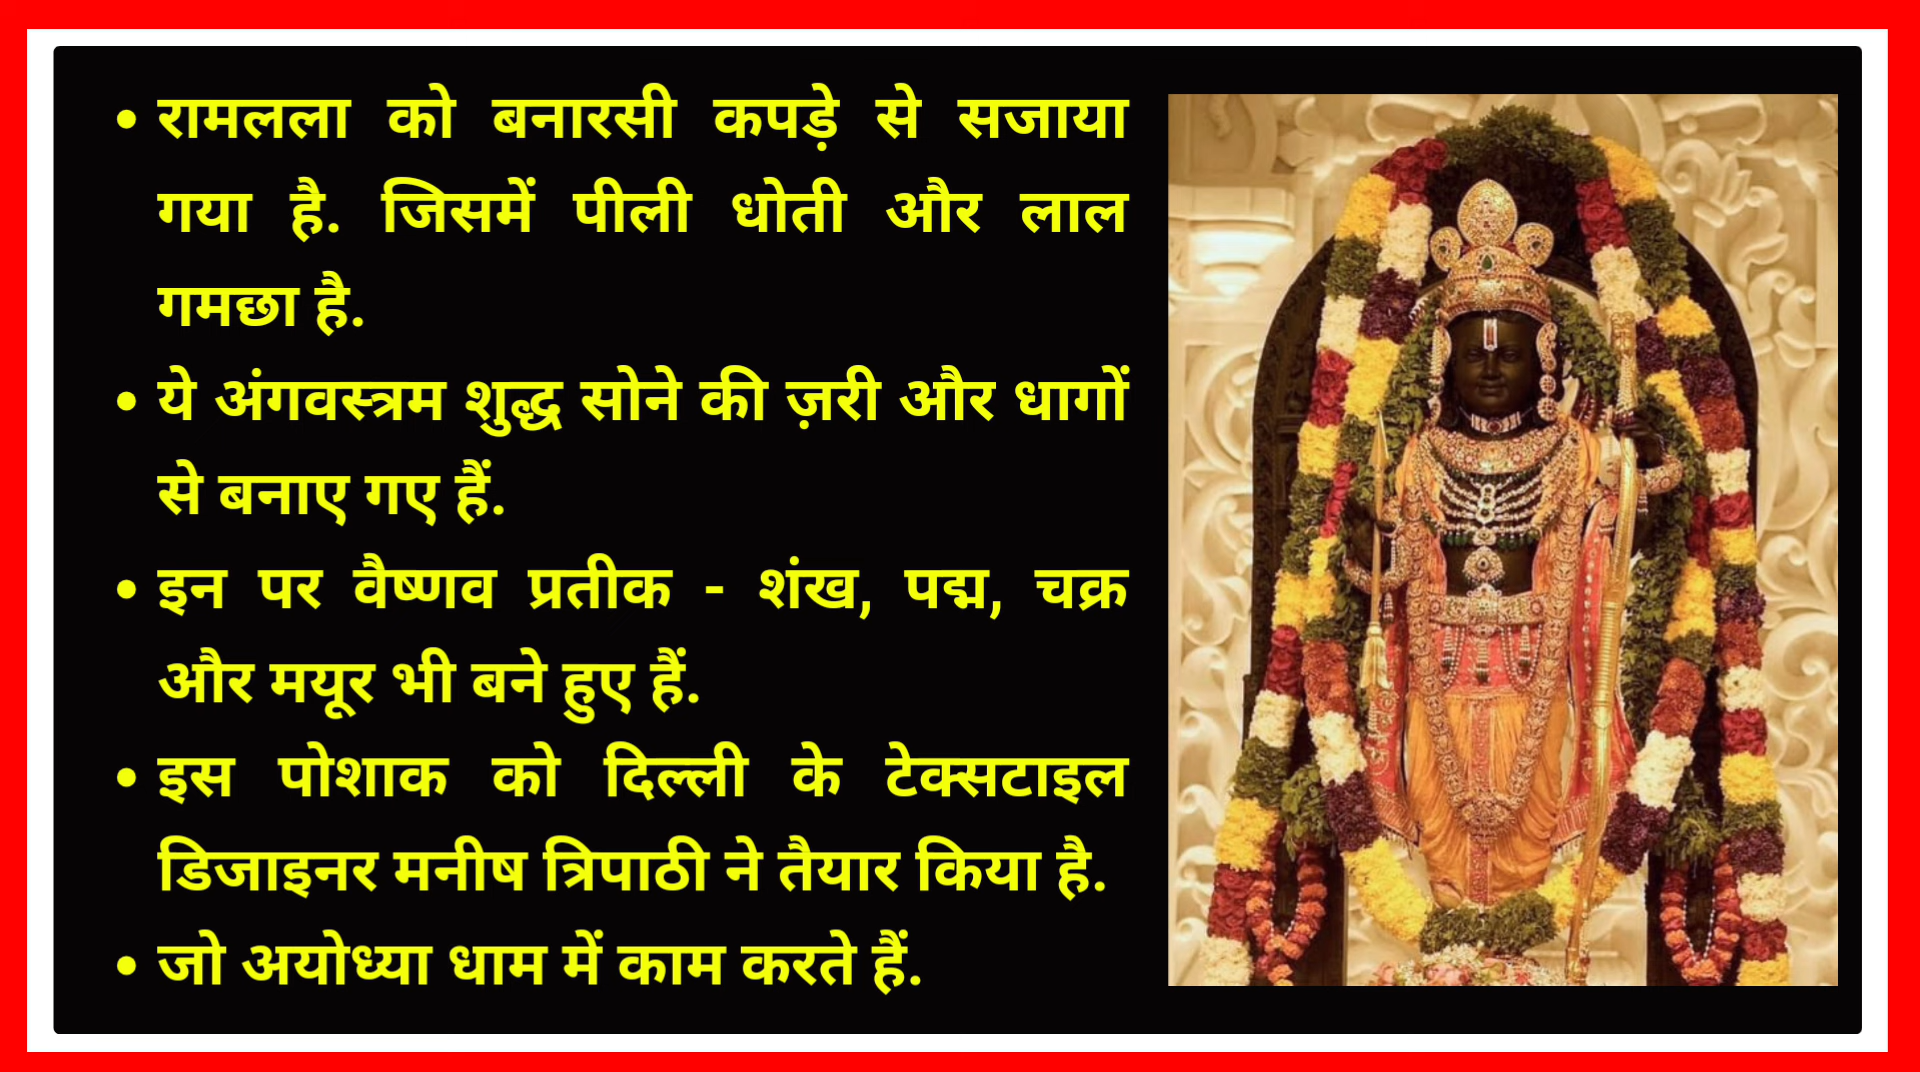 • रामलला को बनारसी कपड़े से सजाया
गया है. जिसमें पीली धोती और लाल
गमछा है.
• ये अंगवस्त्रम शुद्ध सोने की ज़री और धागों
से बनाए गए हैं.
• इन पर वैष्णव प्रतीक - शंख, पद्म, चक्र
और मयूर भी बने हुए हैं.
• इस पोशाक को दिल्ली के टेक्सटाइल
डिजाइनर मनीष त्रिपाठी ने तैयार किया है.
• जो अयोध्या धाम में काम करते हैं.